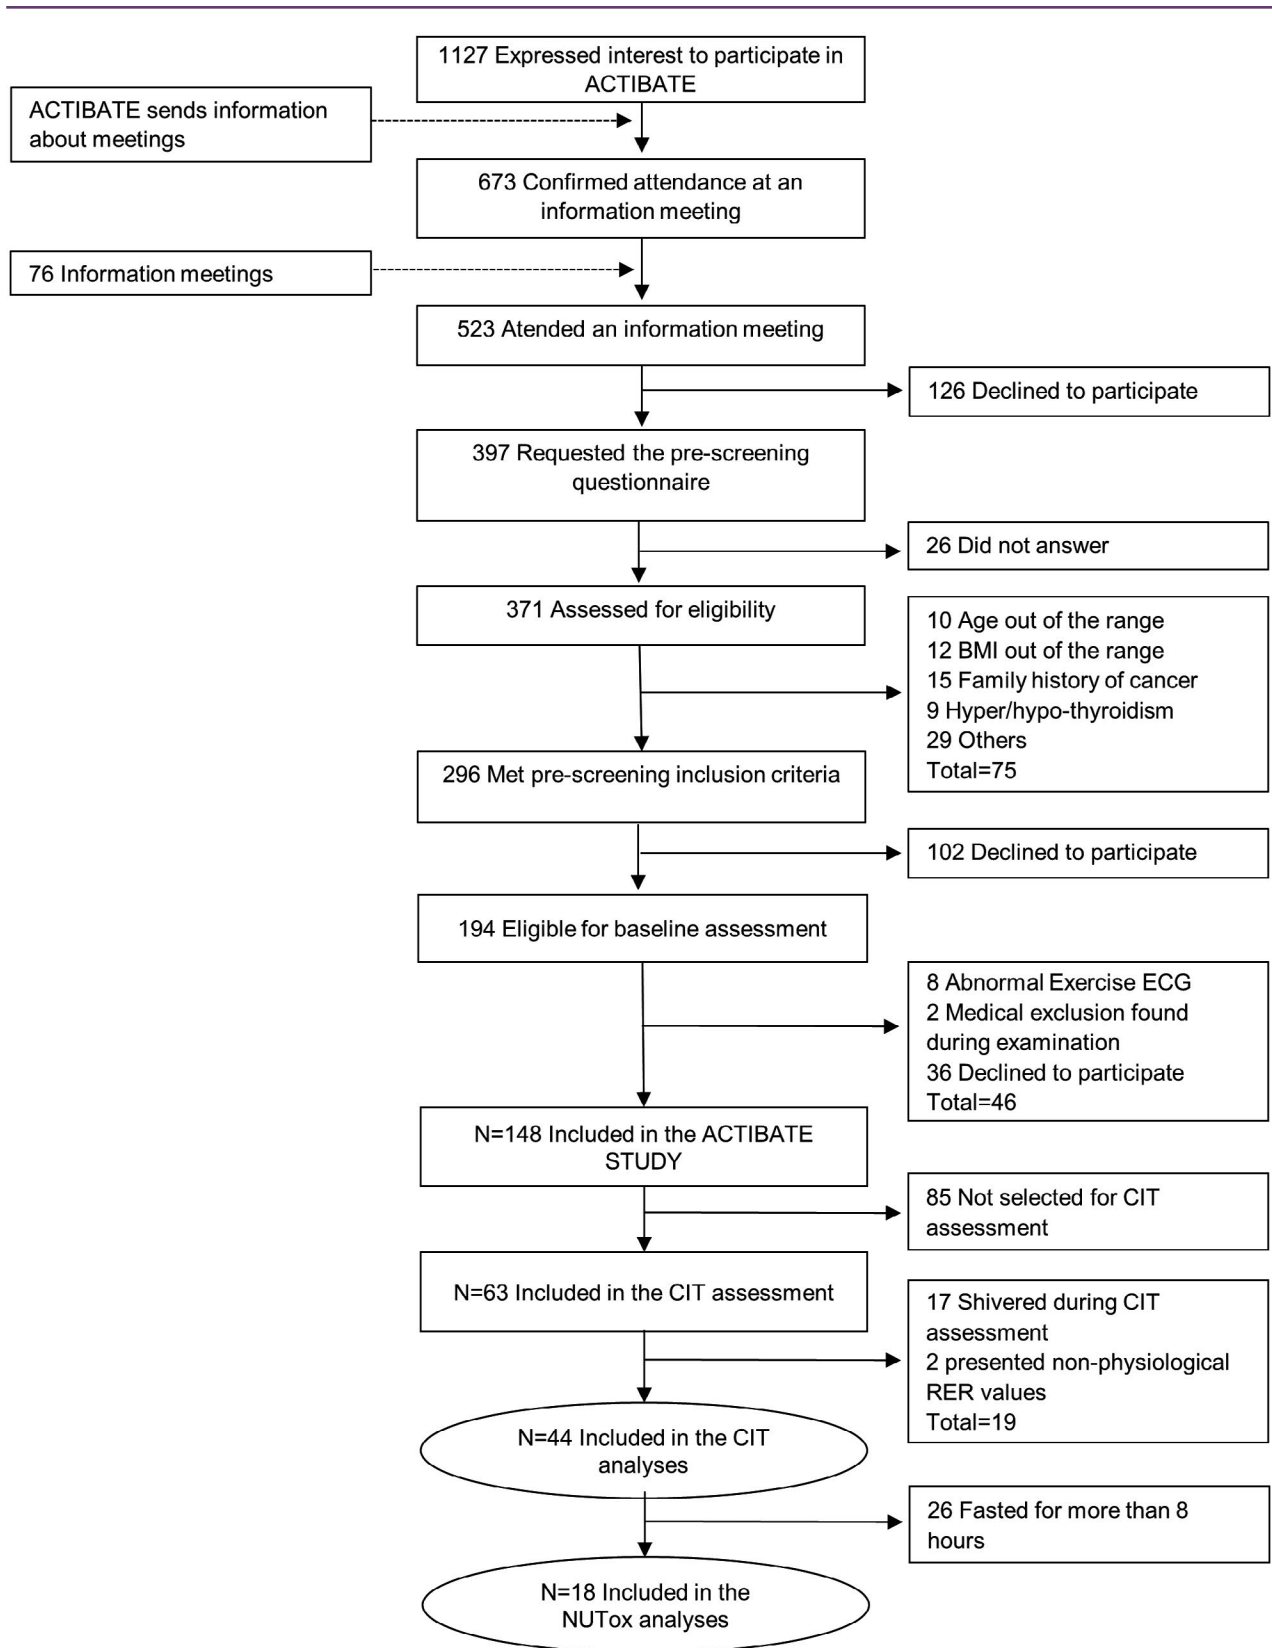 1127 Expressed interest to participate in
ACTIBATE
ACTIBATE sends information
about meetings
673 Confirmed attendance at an
information meeting
76 Information meetings
523 Atended an information meeting
126 Declined to participate
397 Requested the pre-screening
questionnaire
26 Did not answer
371 Assessed for eligibility
10 Age out of the range
12 BMI out of the range
15 Family history of cancer
9 Hyper/hypo-thyroidism
29 Others
Total=75
296 Met pre-screening inclusion criteria
102 Declined to participate
194 Eligible for baseline assessment
8 Abnormal Exercise ECG
2 Medical exclusion found
during examination
36 Declined to participate
Total=46
N=148 Included in the ACTIBATE
STUDY
85 Not selected for CIT
assessment
N=63 Included in the CIT assessment
17 Shivered during CIT
assessment
2 presented non-physiological
RER values
Total=19
N=44 Included in the CIT
analyses
26 Fasted for more than 8
hours
N=18 Included in the
NUTox analyses